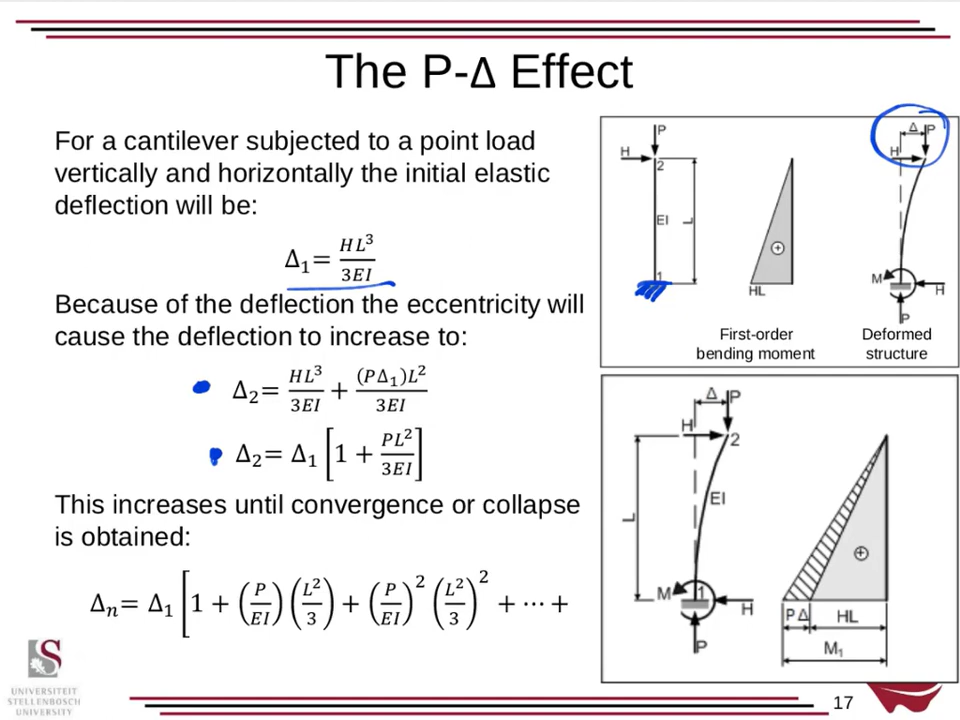 The P-Δ Effect
For a cantilever subjected to a point load
vertically and horizontally the initial elastic
deflection will be:
Δ₁= HL³/3EI
Because of the deflection the eccentricity will
cause the deflection to increase to:
Δ₂= HL³/3EI + (PΔ₁)L²/3EI
Δ₂= Δ₁ [1 + PL²/3EI]
This increases until convergence or collapse
is obtained:
Δₙ= Δ₁ [1 + (P/EI)(L²/3) + (P/EI)²(L²/3)² + ⋯ +
P
H
2
EI
L
1
HL
First-order
bending moment
Δ
P
H
M
H
P
Deformed
structure
Δ
P
H
2
EI
L
M
1
H
P
P Δ
HL
M₁
UNIVERSITEIT
STELLENBOSCH
UNIVERSITY
17